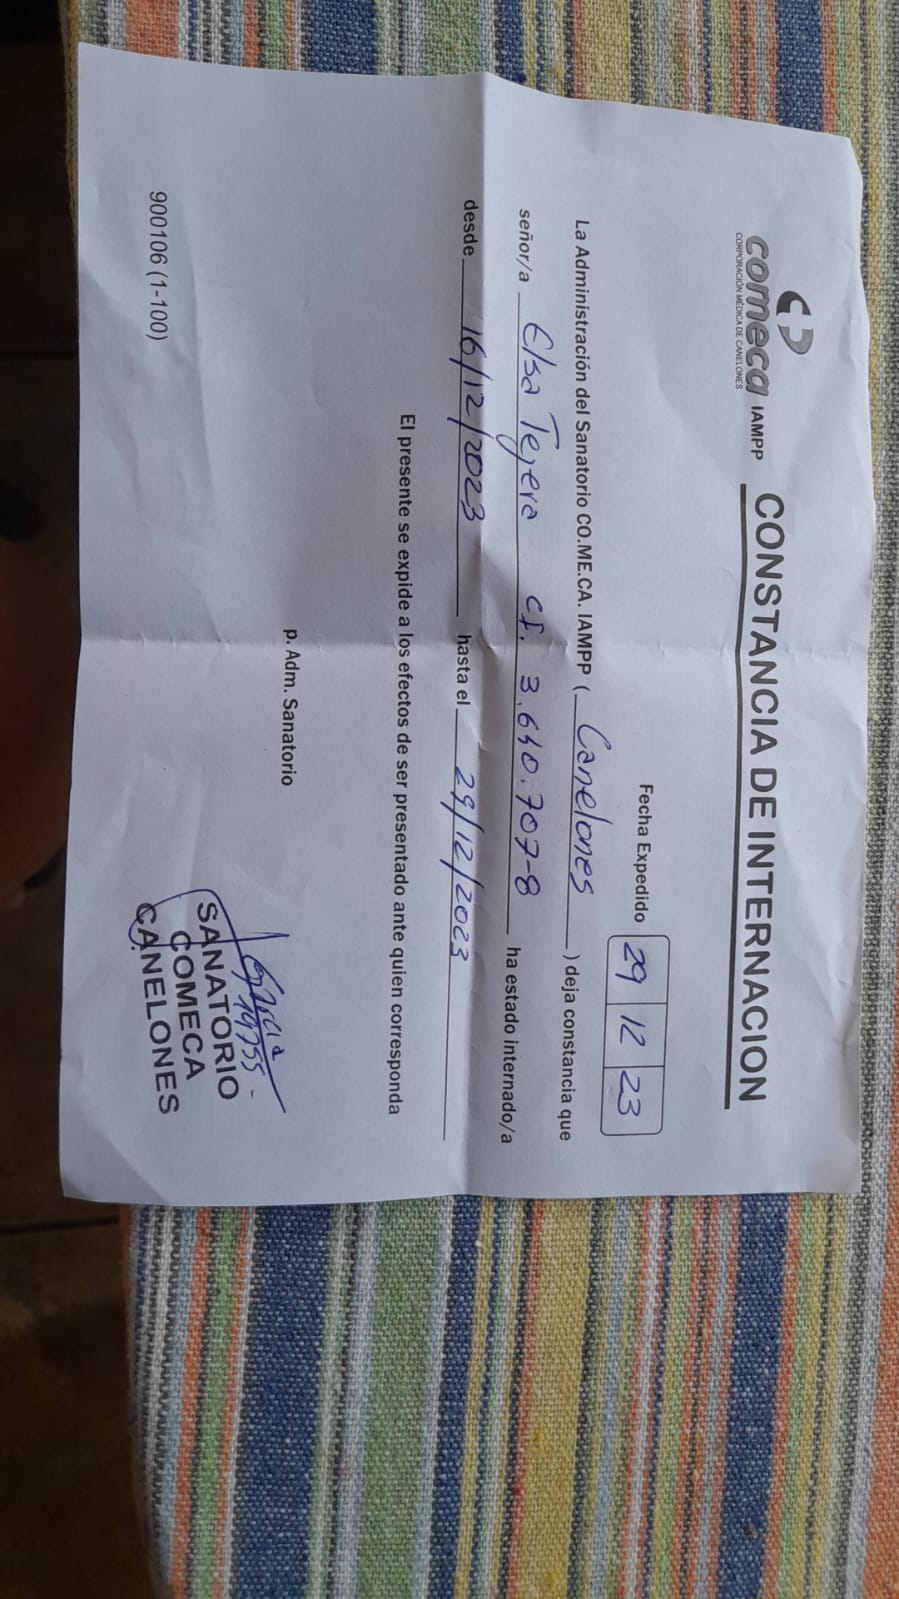 comeca IAMPP
CORPORACIÓN MÉDICA DE CANELONES
CONSTANCIA DE INTERNACION
Fecha Expedido 29 12 23
La Administración del Sanatorio CO.ME.CA. IAMPP ( Canelones ) deja constancia que
señor/a Elsa Tejera CI. 3.640.707-8 ha estado internado/a
desde 16/12/2023 hasta el 29/12/2023
El presente se expide a los efectos de ser presentado ante quien corresponda
p. Adm. Sanatorio
Garcia
19755-
SANATORIO
COMECA
CANELONES
900106 (1-100)